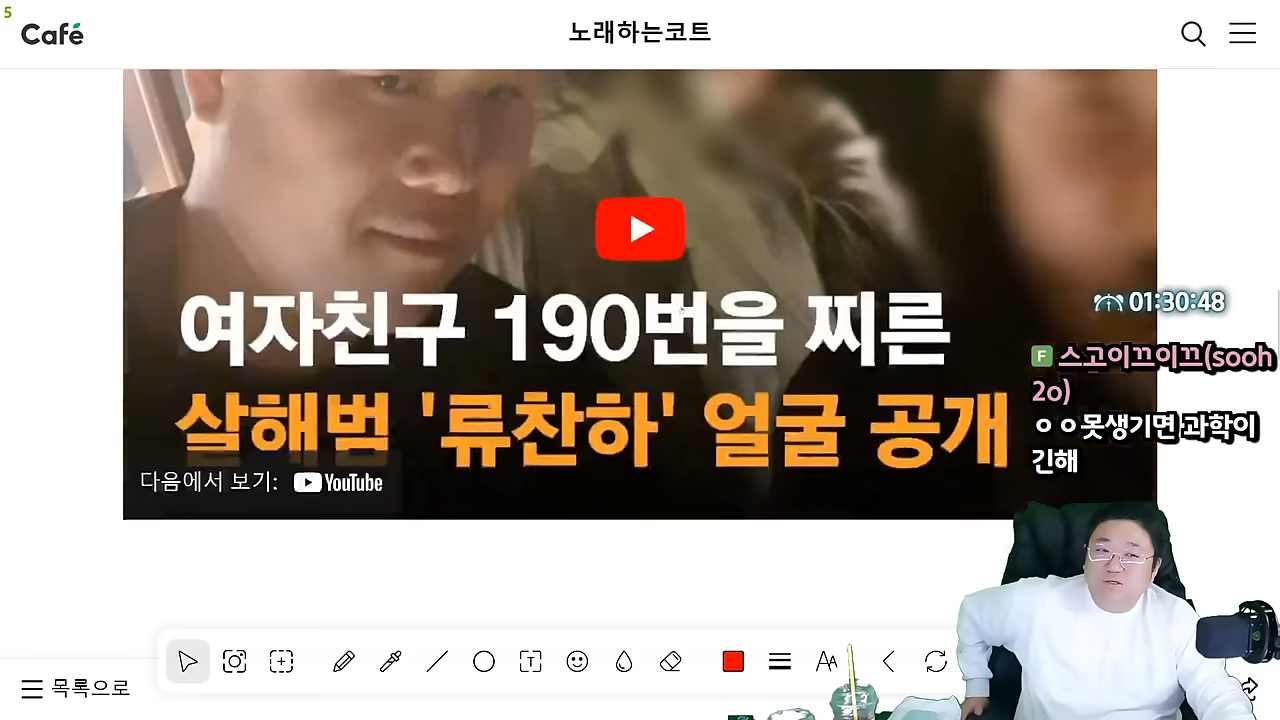 5
Café
노래하는코트
여자친구 190번을 찌른
살해범 '류찬하' 얼굴 공개
다음에서 보기: YouTube
01:30:48
F 스고이끄이끄(sooh
2o)
ㅇㅇ못생기면 과학이
긴해
T
AA
목록으로